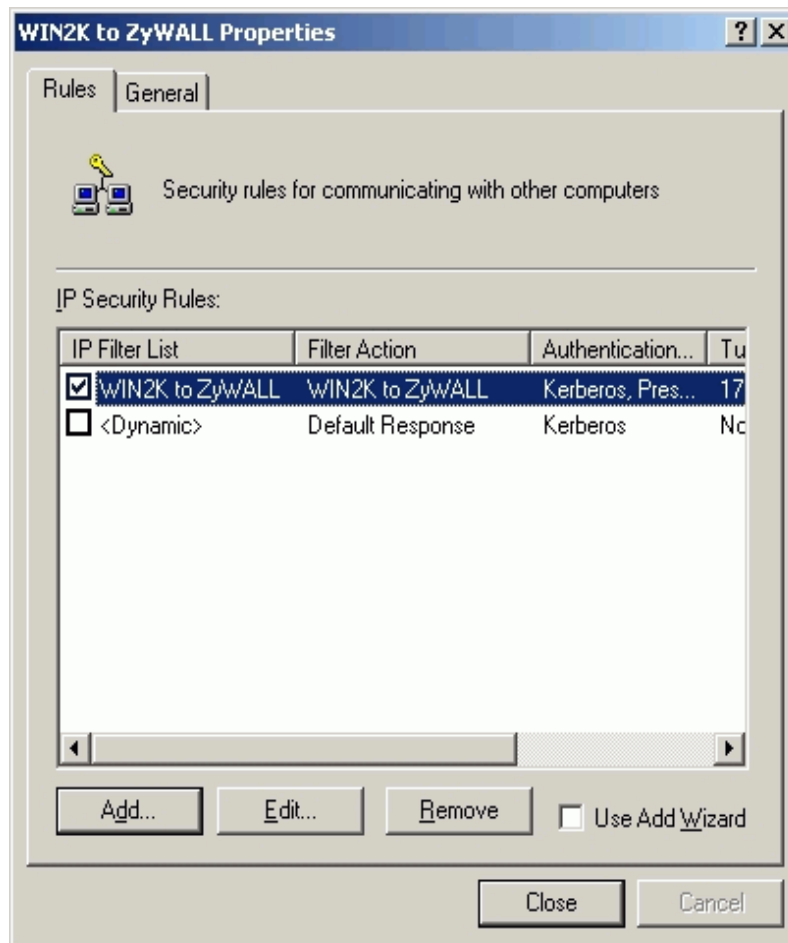 WIN2K to ZyWALL Properties
Rules General
Security rules for communicating with other computers
IP Security Rules:
IP Filter List Filter Action Authentication... Tu
WIN2K to ZyWALL WIN2K to ZyWALL Kerberos, Pres... 17
<Dynamic> Default Response Kerberos No
Add... Edit... Remove Use Add Wizard
Close Cancel